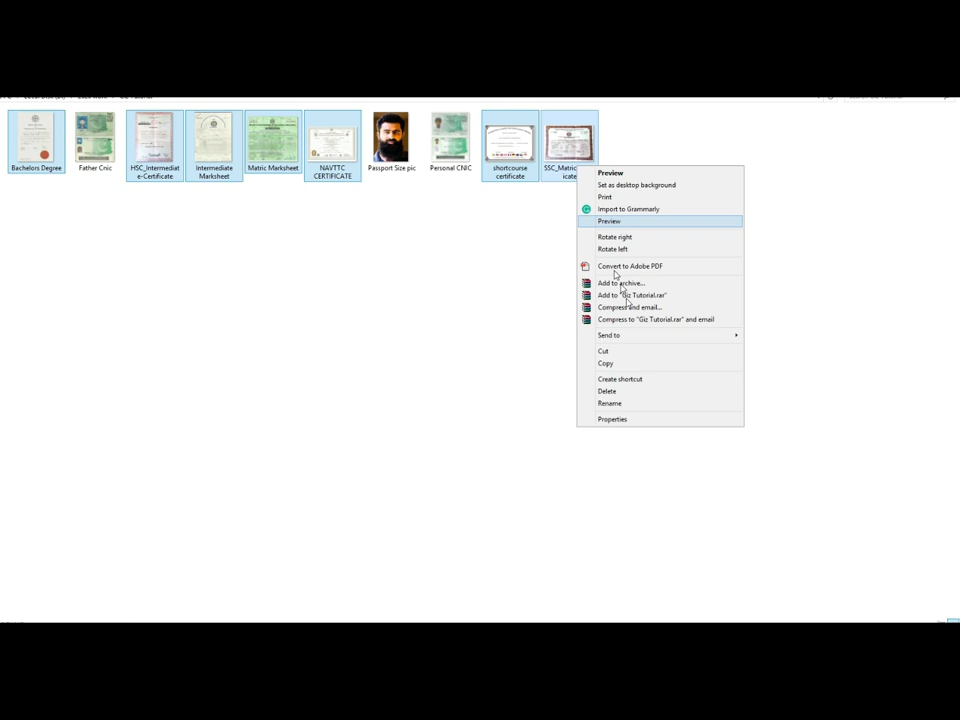 Bachelors Degree
Father Cnic
HSC_Intermediat
e-Certificate.
Intermediate
Marksheet
Matric Marksheet
NAVTTC
CERTIFICATE
Passport Size pic
Personal CNIC
shortcourse
certificate
SSC_Matric
icate
Preview
Set as desktop background
Print
Import to Grammarly
Preview
Rotate right
Rotate left
Convert to Adobe PDF
Add to archive...
Add to "Giz Tutorial.rar"
Compress and email...
Compress to "Giz Tutorial.rar" and email
Send to
Cut
Copy
Create shortcut
Delete
Rename
Properties